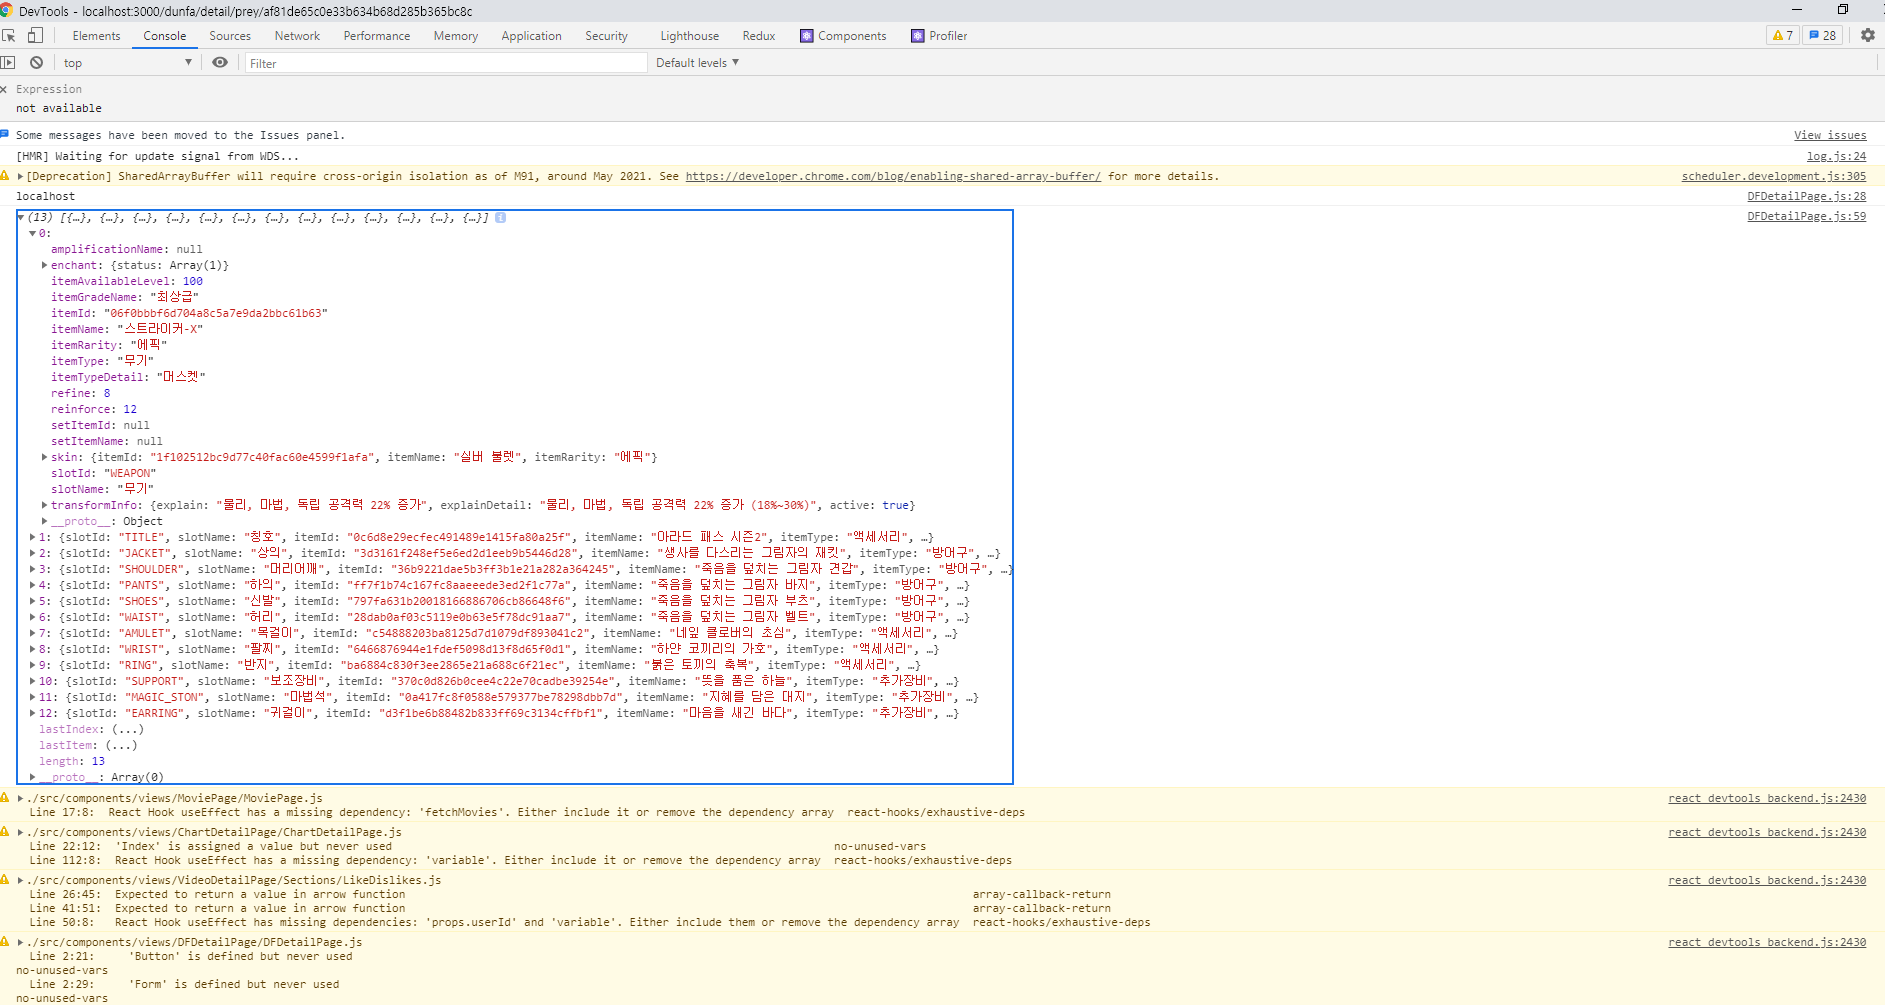 DevTools - localhost:3000/dunfa/detail/prey/af81de65c0e33b634b68d285b365bc8c
Elements Console Sources Network Performance Memory Application Security Lighthouse Redux Components Profiler 7 28
top Filter Default levels
Expression
not available
Some messages have been moved to the Issues panel. View issues
[HMR] Waiting for update signal from WDS... log.js:24
[Deprecation] SharedArrayBuffer will require cross-origin isolation as of M91, around May 2021. See https://developer.chrome.com/blog/enabling-shared-array-buffer/ for more details. scheduler.development.js:305
localhost DFDetailPage.js:28
(13) [{…}, {…}, {…}, {…}, {…}, {…}, {…}, {…}, {…}, {…}, {…}, {…}, {…}] DFDetailPage.js:59
0:
amplificationName: null
enchant: {status: Array(1)}
itemAvailableLevel: 100
itemGradeName: "최상급"
itemId: "06f0bbbf6d704a8c5a7e9da2bbc61b63"
itemName: "스트라이커-X"
itemRarity: "에픽"
itemType: "무기"
itemTypeDetail: "머스켓"
refine: 8
reinforce: 12
setItemId: null
setItemName: null
skin: {itemId: "1f102512bc9d77c40fac60e4599f1afa", itemName: "실버 불렛", itemRarity: "에픽"}
slotId: "WEAPON"
slotName: "무기"
transformInfo: {explain: "물리, 마법, 독립 공격력 22% 증가", explainDetail: "물리, 마법, 독립 공격력 22% 증가 (18%~30%)", active: true}
__proto__: Object
1: {slotId: "TITLE", slotName: "칭호", itemId: "0c6d8e29ecfec491489e1415fa80a25f", itemName: "아라드 패스 시즌2", itemType: "액세서리", …}
2: {slotId: "JACKET", slotName: "상의", itemId: "3d3161f248ef5e6ed2d1eeb9b5446d28", itemName: "생사를 다스리는 그림자의 재킷", itemType: "방어구", …}
3: {slotId: "SHOULDER", slotName: "머리어깨", itemId: "36b9221dae5b3ff3b1e21a282a364245", itemName: "죽음을 덮치는 그림자 견갑", itemType: "방어구", …}
4: {slotId: "PANTS", slotName: "하의", itemId: "ff7f1b74c167fc8aaeeede3ed2f1c77a", itemName: "죽음을 덮치는 그림자 바지", itemType: "방어구", …}
5: {slotId: "SHOES", slotName: "신발", itemId: "797fa631b20018166886706cb86648f6", itemName: "죽음을 덮치는 그림자 부츠", itemType: "방어구", …}
6: {slotId: "WAIST", slotName: "허리", itemId: "28dab0af03c5119e0b63e5f78dc91aa7", itemName: "죽음을 덮치는 그림자 벨트", itemType: "방어구", …}
7: {slotId: "AMULET", slotName: "목걸이", itemId: "c54888203ba8125d7d1079df893041c2", itemName: "네잎 클로버의 초심", itemType: "액세서리", …}
8: {slotId: "WRIST", slotName: "팔찌", itemId: "6466876944e1fdef5098d13f8d65f0d1", itemName: "하얀 코끼리의 가호", itemType: "액세서리", …}
9: {slotId: "RING", slotName: "반지", itemId: "ba6884c830f3ee2865e21a688c6f21ec", itemName: "붉은 토끼의 축복", itemType: "액세서리", …}
10: {slotId: "SUPPORT", slotName: "보조장비", itemId: "370c0d826b0cee4c22e70cadbe39254e", itemName: "뜻을 품은 하늘", itemType: "추가장비", …}
11: {slotId: "MAGIC_STON", slotName: "마법석", itemId: "0a417fc8f0588e579377be78298dbb7d", itemName: "지혜를 담은 대지", itemType: "추가장비", …}
12: {slotId: "EARRING", slotName: "귀걸이", itemId: "d3f1be6b88482b833ff69c3134cffbf1", itemName: "마음을 새긴 바다", itemType: "추가장비", …}
lastIndex: (...)
lastItem: (...)
length: 13
__proto__: Array(0)
./src/components/views/MoviePage/MoviePage.js react_devtools_backend.js:2430
Line 17:8: React Hook useEffect has a missing dependency: 'fetchMovies'. Either include it or remove the dependency array react-hooks/exhaustive-deps
./src/components/views/ChartDetailPage/ChartDetailPage.js react_devtools_backend.js:2430
Line 22:12: 'Index' is assigned a value but never used no-unused-vars
Line 112:8: React Hook useEffect has a missing dependency: 'variable'. Either include it or remove the dependency array react-hooks/exhaustive-deps
./src/components/views/VideoDetailPage/Sections/LikeDislikes.js react_devtools_backend.js:2430
Line 26:45: Expected to return a value in arrow function array-callback-return
Line 41:51: Expected to return a value in arrow function array-callback-return
Line 50:8: React Hook useEffect has missing dependencies: 'props.userId' and 'variable'. Either include them or remove the dependency array react-hooks/exhaustive-deps
./src/components/views/DFDetailPage/DFDetailPage.js react_devtools_backend.js:2430
Line 2:21: 'Button' is defined but never used
no-unused-vars
Line 2:29: 'Form' is defined but never used
no-unused-vars